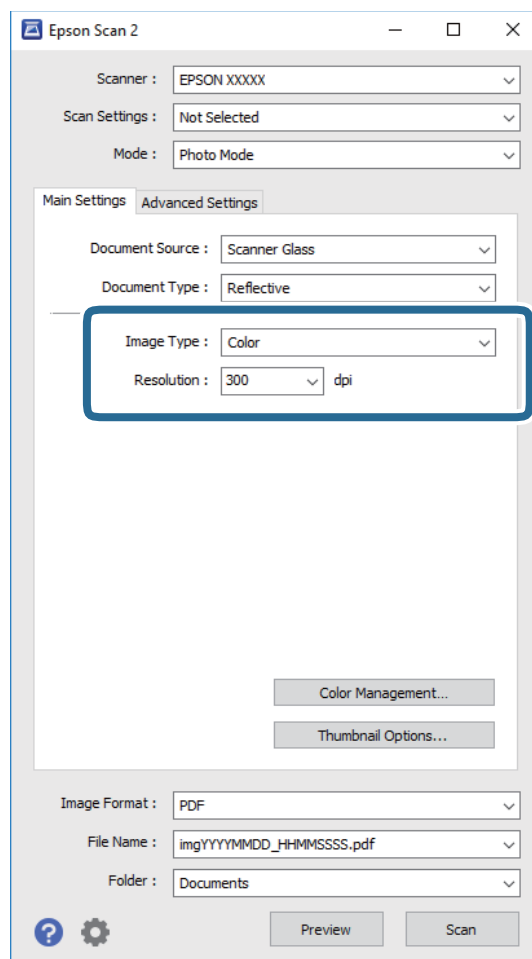 Epson Scan 2
Scanner : EPSON XXXXX
Scan Settings : Not Selected
Mode : Photo Mode
Main Settings Advanced Settings
Document Source : Scanner Glass
Document Type : Reflective
Image Type : Color
Resolution : 300 dpi
Color Management...
Thumbnail Options...
Image Format : PDF
File Name : imgYYYYMMDD_HHMMSSSS.pdf
Folder : Documents
? Preview Scan